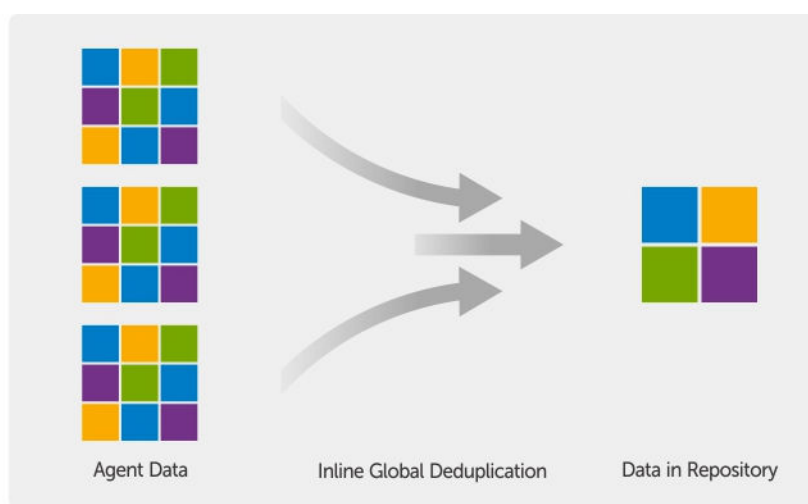 Agent Data
Inline Global Deduplication
Data in Repository